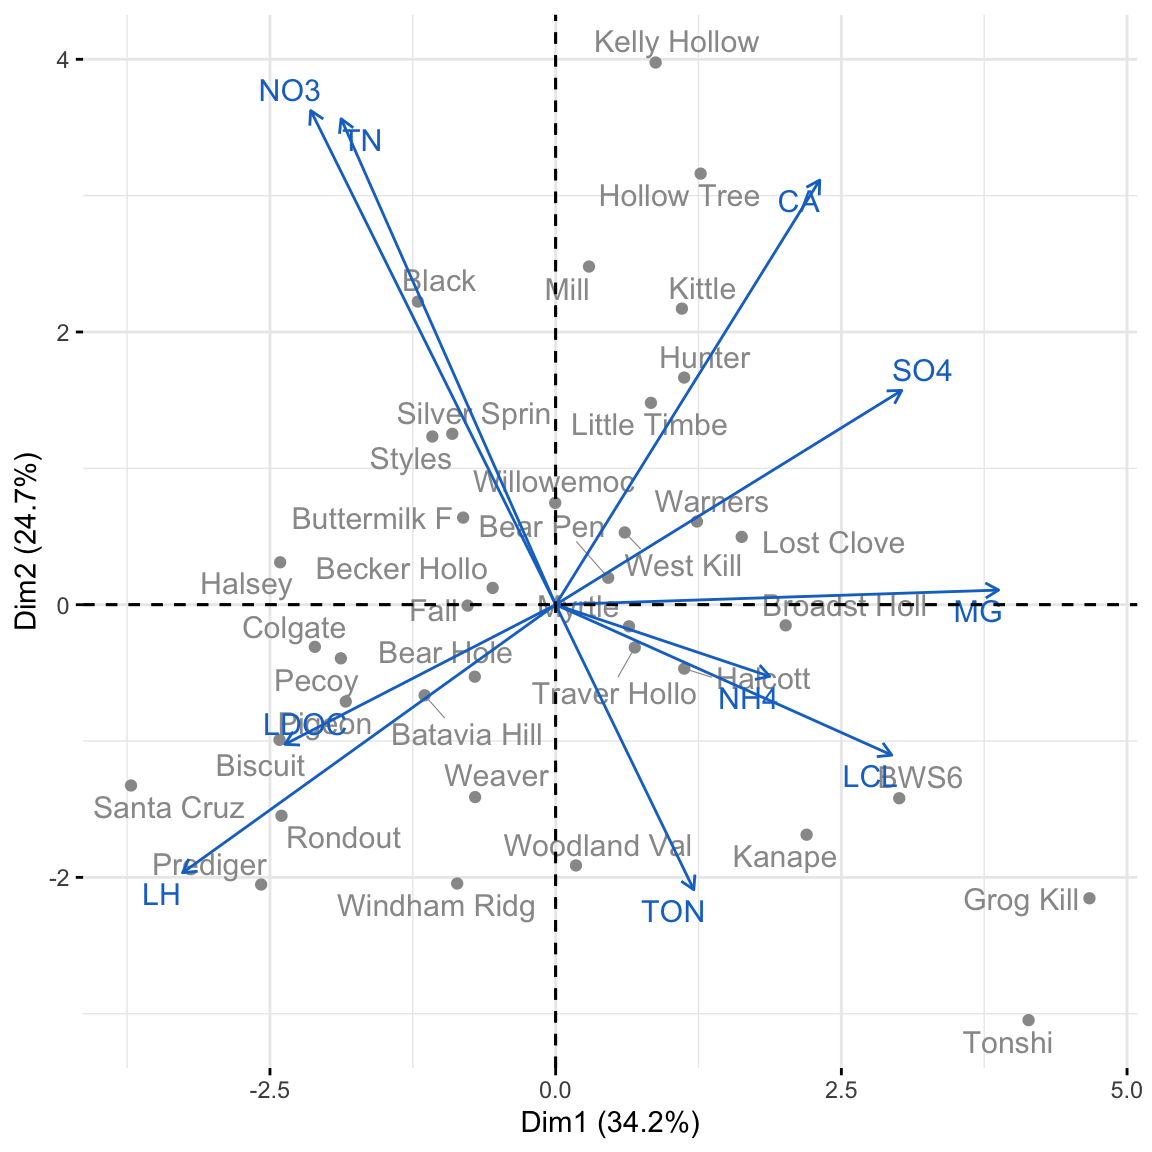 Kelly Hollow
4
NO3
TN
Hollow Tree
CA
Black
Mill
Kittle
2
Hunter
SO4
Silver Sprin
Little Timbe
Styles
Willowemoc
Warners
Buttermilk F
Bear Pen
Lost Clove
West Kill
Becker Hollo
Halsey
0
Fall
Myrtle
Broadst Holl
MG
Colgate
Bear Hole
Pecoy
Halcott
Traver Hollo
NH4
LDOC
Pigeon
Batavia Hill
Biscuit
Weaver
LCL
BWS6
Santa Cruz
Rondout
Woodland Val
Kanape
Prediger
-2
LH
Windham Ridg
TON
Grog Kill
Tonshi
-2.5
0.0
2.5
5.0
Dim1 (34.2%)
Dim2 (24.7%)